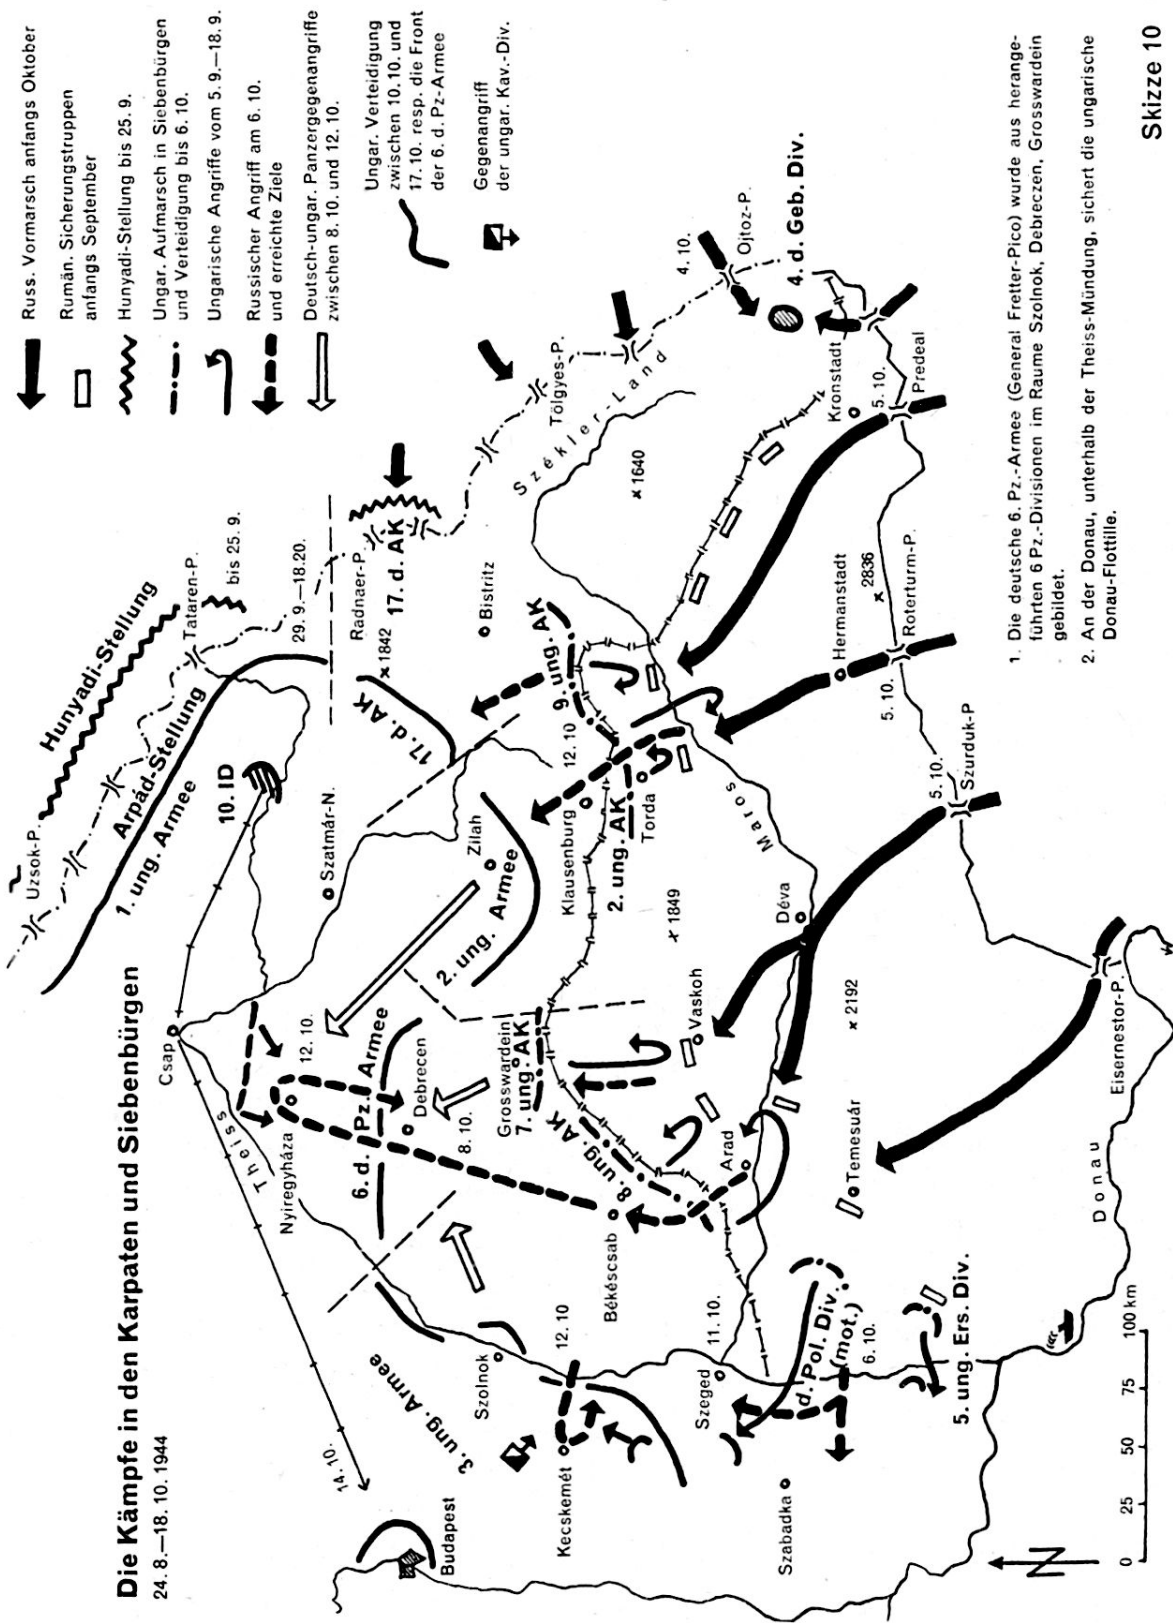 Die Kämpfe in den Karpaten und Siebenbürgen
24. 8.—18. 10. 1944
Russ. Vormarsch anfangs Oktober
Rumän. Sicherungstruppen
anfangs September
Hunyadi-Stellung bis 25. 9.
Ungar. Aufmarsch in Siebenbürgen
und Verteidigung bis 6. 10.
Ungarische Angriffe vom 5. 9.—18. 9.
Russischer Angriff am 6. 10.
und erreichte Ziele
Deutsch-ungar. Panzergegenangriffe
zwischen 8. 10. und 12. 10.
Ungar. Verteidigung
zwischen 10. 10. und
17. 10. resp. die Front
der 6. d. Pz-Armee
Gegenangriff
der ungar. Kav.-Div.
Uzsok-P.
Hunyadi-Stellung
Tataren-P.
bis 25. 9.
Arpád-Stellung
1. ung. Armee
29. 9.—18.20.
10. ID
Csap
Szatmár-N.
Radnaer-P.
17. d. AK
x 1842
17. d. AK
Bistritz
Tölgyes-P.
Székler-Land
x 1640
4. 10.
Ojtoz-P.
4. d. Geb. Div.
Theiss
Nyiregyháza
12. 10.
6. d. Pz. Armee
Debrecen
8. 10.
2. ung. Armee
Zilah
Grosswardein
7. ung. AK
Klausenburg
12. 10
9. ung. AK
2. ung. AK
Torda
Kronstadt
5. 10.
Predeal
14. 10.
Budapest
3. ung. Armee
Szolnok
Kecskemét
12. 10
Békéscsab
8. ung. AK
Vaskoh
x 1849
Maros
Déva
Hermanstadt
x 2836
Roterturm-P.
5. 10.
Szeged
11. 10.
Arad
Temesuár
x 2192
5. 10.
Szurduk-P
Szabadka
d. Pol. Div.
(mot.)
6. 10.
5. ung. Ers. Div.
Donau
Eisernestor-P.
N
0 25 50 75 100 km
1. Die deutsche 6. Pz.-Armee (General Fretter-Pico) wurde aus herange-
führten 6 Pz.-Divisionen im Raume Szolnok, Debreczen, Grosswardein
gebildet.
2. An der Donau, unterhalb der Theiss-Mündung, sichert die ungarische
Donau-Flottille.
Skizze 10